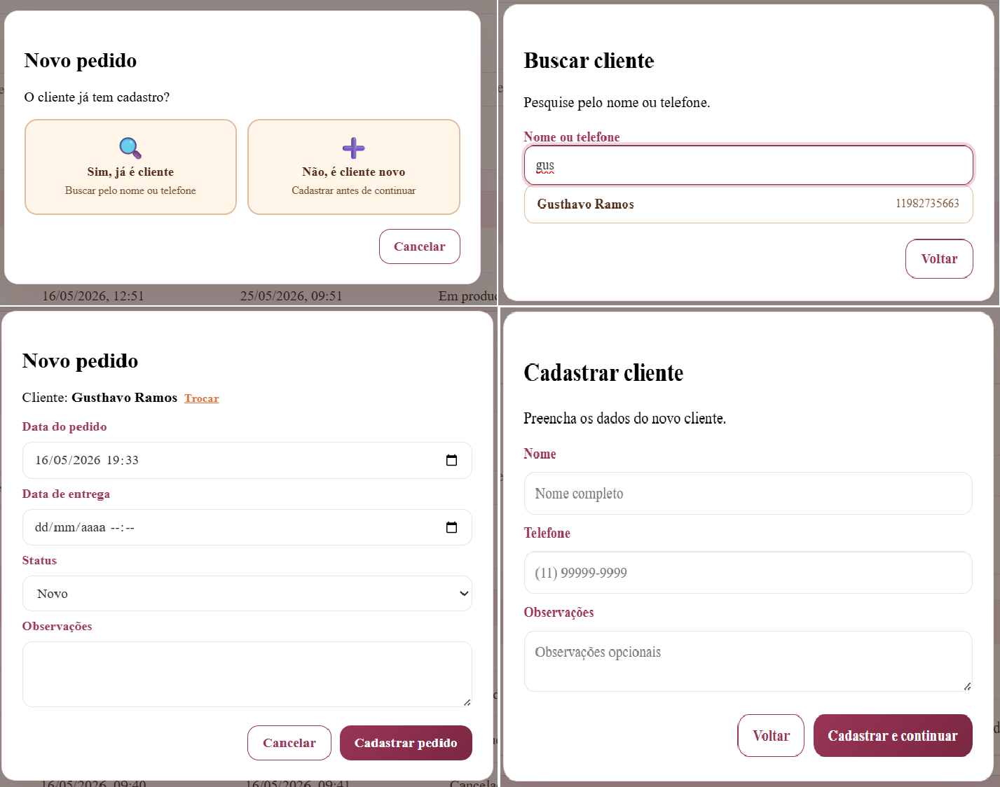 Novo pedido
O cliente já tem cadastro?
Sim, já é cliente
Buscar pelo nome ou telefone
Não, é cliente novo
Cadastrar antes de continuar
Cancelar
16/05/2026, 12:51 25/05/2026, 09:51 Em produc
Buscar cliente
Pesquise pelo nome ou telefone.
Nome ou telefone
gus
Gusthavo Ramos 11982735663
Voltar
Novo pedido
Cliente: Gusthavo Ramos Trocar
Data do pedido
16/05/2026 19:33
Data de entrega
dd/mm/aaaa --:--
Status
Novo
Observações
Cancelar Cadastrar pedido
16/05/2026, 09:40 16/05/2026, 09:41 Cancela
Cadastrar cliente
Preencha os dados do novo cliente.
Nome
Nome completo
Telefone
(11) 99999-9999
Observações
Observações opcionais
Voltar Cadastrar e continuar